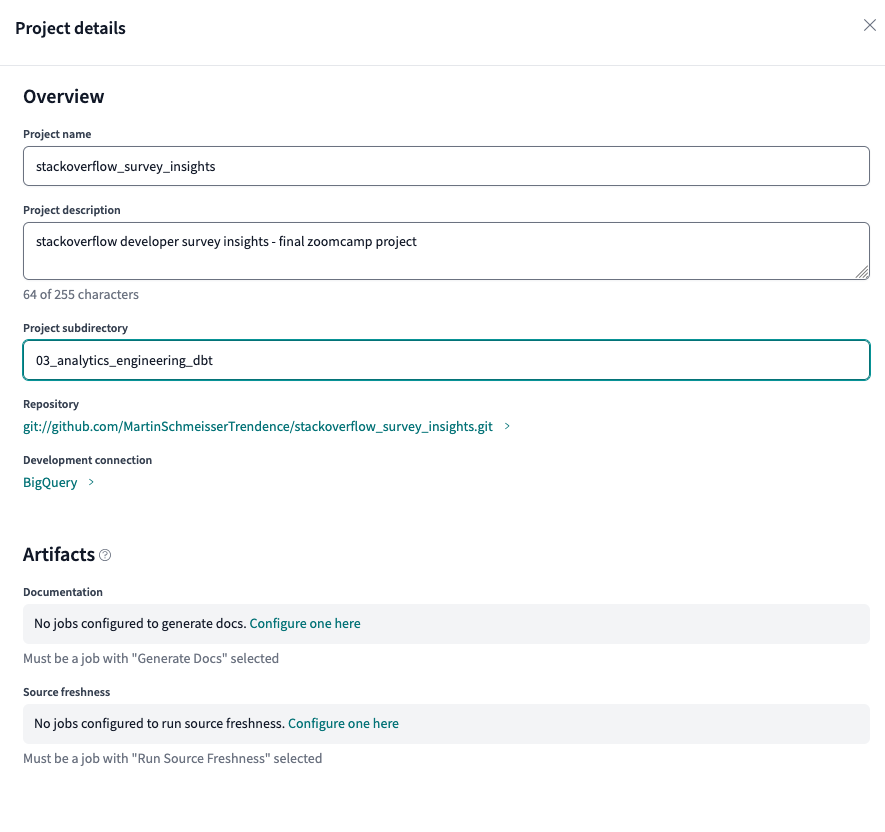 Project details
Overview
Project name
stackoverflow_survey_insights
Project description
stackoverflow developer survey insights - final zoomcamp project
64 of 255 characters
Project subdirectory
03_analytics_engineering_dbt
Repository
git://github.com/MartinSchmeisserTrendence/stackoverflow_survey_insights.git
Development connection
BigQuery
Artifacts
Documentation
No jobs configured to generate docs. Configure one here
Must be a job with "Generate Docs" selected
Source freshness
No jobs configured to run source freshness. Configure one here
Must be a job with "Run Source Freshness" selected